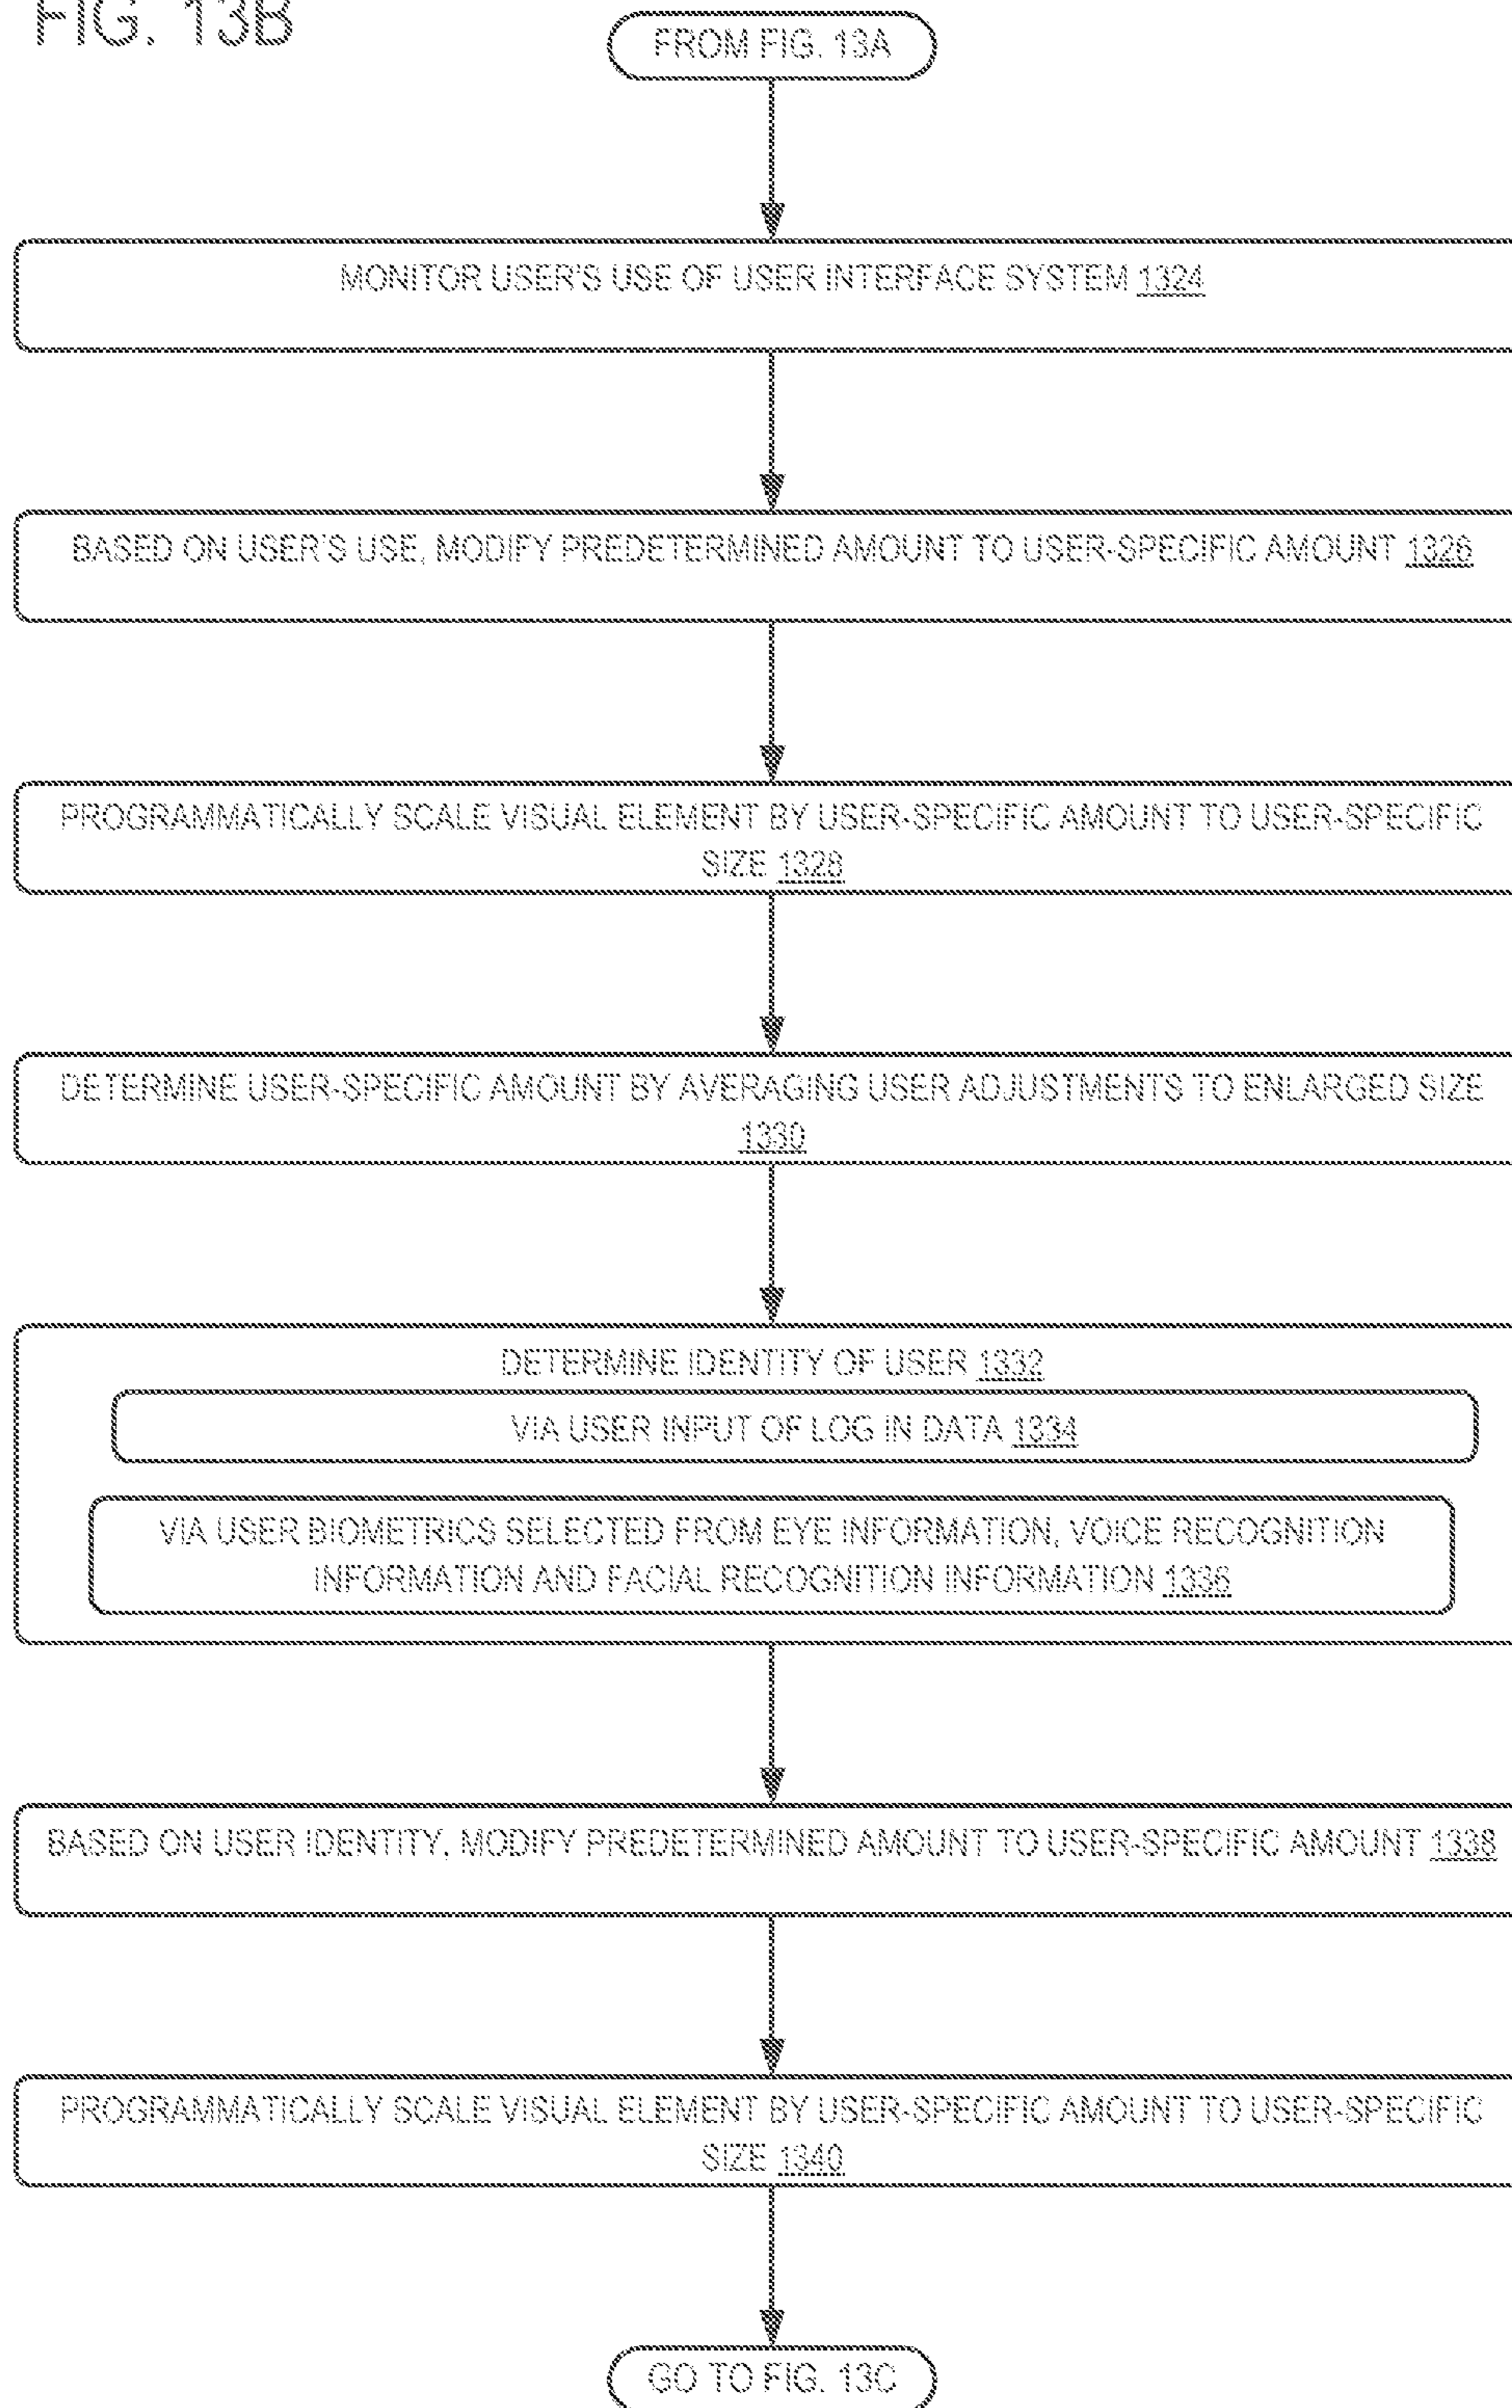 FIG. 13B
FROM FIG. 13A
MONITOR USER'S USE OF USER INTERFACE SYSTEM 1324
BASED ON USER'S USE, MODIFY PREDETERMINED AMOUNT TO USER-SPECIFIC AMOUNT 1326
PROGRAMMATICALLY SCALE VISUAL ELEMENT BY USER-SPECIFIC AMOUNT TO USER-SPECIFIC
SIZE 1328
DETERMINE USER-SPECIFIC AMOUNT BY AVERAGING USER ADJUSTMENTS TO ENLARGED SIZE
1330
DETERMINE IDENTITY OF USER 1332
VIA USER INPUT OF LOG IN DATA 1334
VIA USER BIOMETRICS SELECTED FROM EYE INFORMATION, VOICE RECOGNITION
INFORMATION AND FACIAL RECOGNITION INFORMATION 1336
BASED ON USER IDENTITY, MODIFY PREDETERMINED AMOUNT TO USER-SPECIFIC AMOUNT 1338
PROGRAMMATICALLY SCALE VISUAL ELEMENT BY USER-SPECIFIC AMOUNT TO USER-SPECIFIC
SIZE 1340
GO TO FIG. 13C